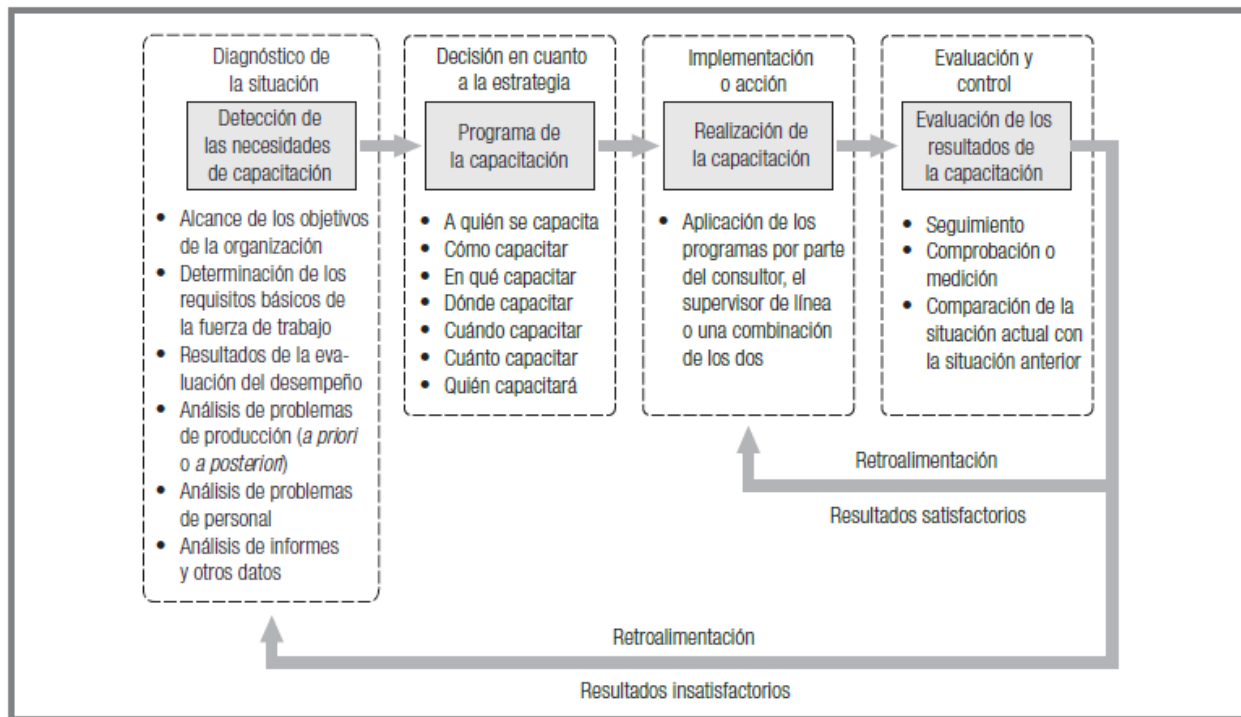 Diagnóstico de
la situación
Detección de
las necesidades
de capacitación
• Alcance de los objetivos
de la organización
• Determinación de los
requisitos básicos de
la fuerza de trabajo
• Resultados de la eva-
luación del desempeño
• Análisis de problemas
de producción (a priori
o a posteriori)
• Análisis de problemas
de personal
• Análisis de informes
y otros datos
Decisión en cuanto
a la estrategia
Programa de
la capacitación
• A quién se capacita
• Cómo capacitar
• En qué capacitar
• Dónde capacitar
• Cuándo capacitar
• Cuánto capacitar
• Quién capacitará
Implementación
o acción
Realización de
la capacitación
• Aplicación de los
programas por parte
del consultor, el
supervisor de línea
o una combinación
de los dos
Evaluación y
control
Evaluación de los
resultados de
la capacitación
• Seguimiento
• Comprobación o
medición
• Comparación de la
situación actual con
la situación anterior
Retroalimentación
Resultados satisfactorios
Retroalimentación
Resultados insatisfactorios